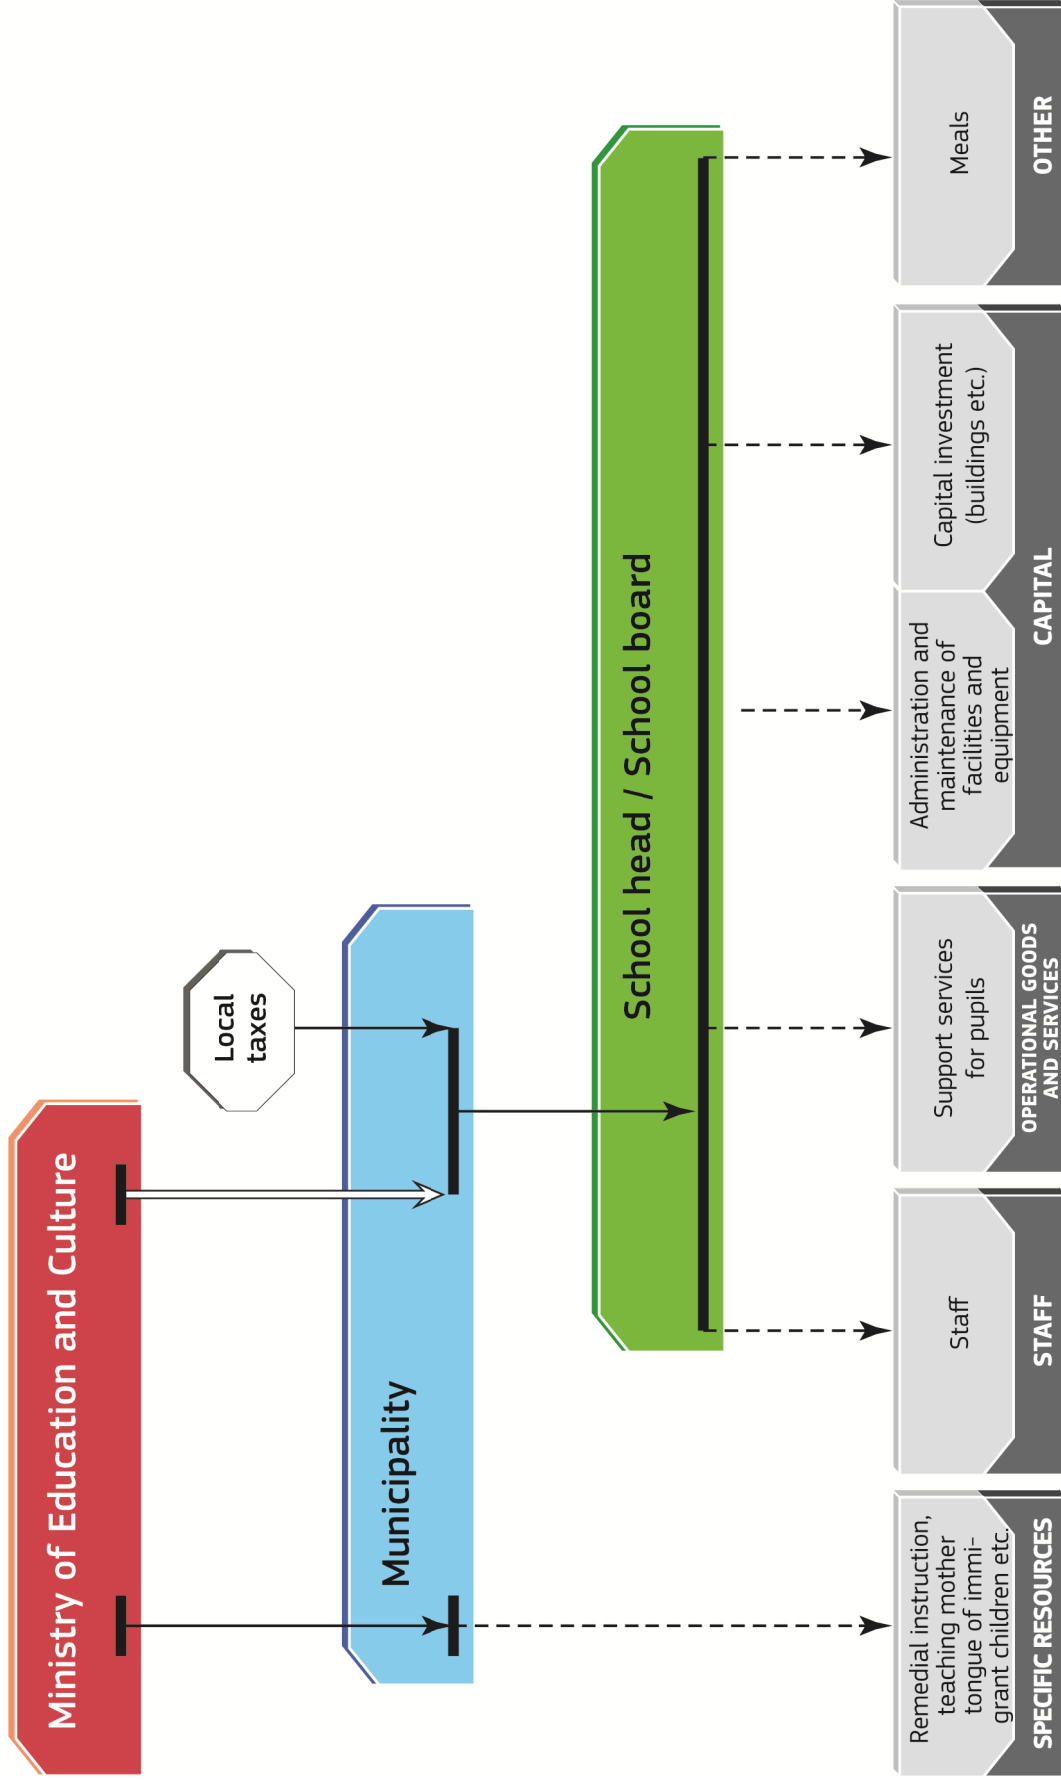 Ministry of Education and Culture
Local
taxes
Municipality
School head / School board
Remedial instruction,
teaching mother
tongue of immi-
grant children etc.
SPECIFIC RESOURCES
Staff
STAFF
Support services
for pupils
OPERATIONAL GOODS
AND SERVICES
Administration and
maintenance of
facilities and
equipment
Capital investment
(buildings etc.)
CAPITAL
Meals
OTHER